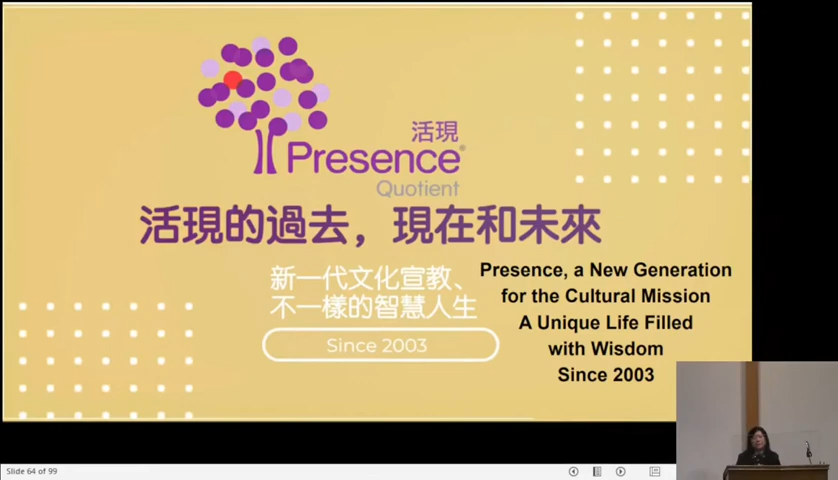 活現
Presence®
Quotient
活現的過去，現在和未來
新一代文化宣教、
不一樣的智慧人生
Since 2003
Presence, a New Generation
for the Cultural Mission
A Unique Life Filled
with Wisdom
Since 2003
Slide 64 of 99